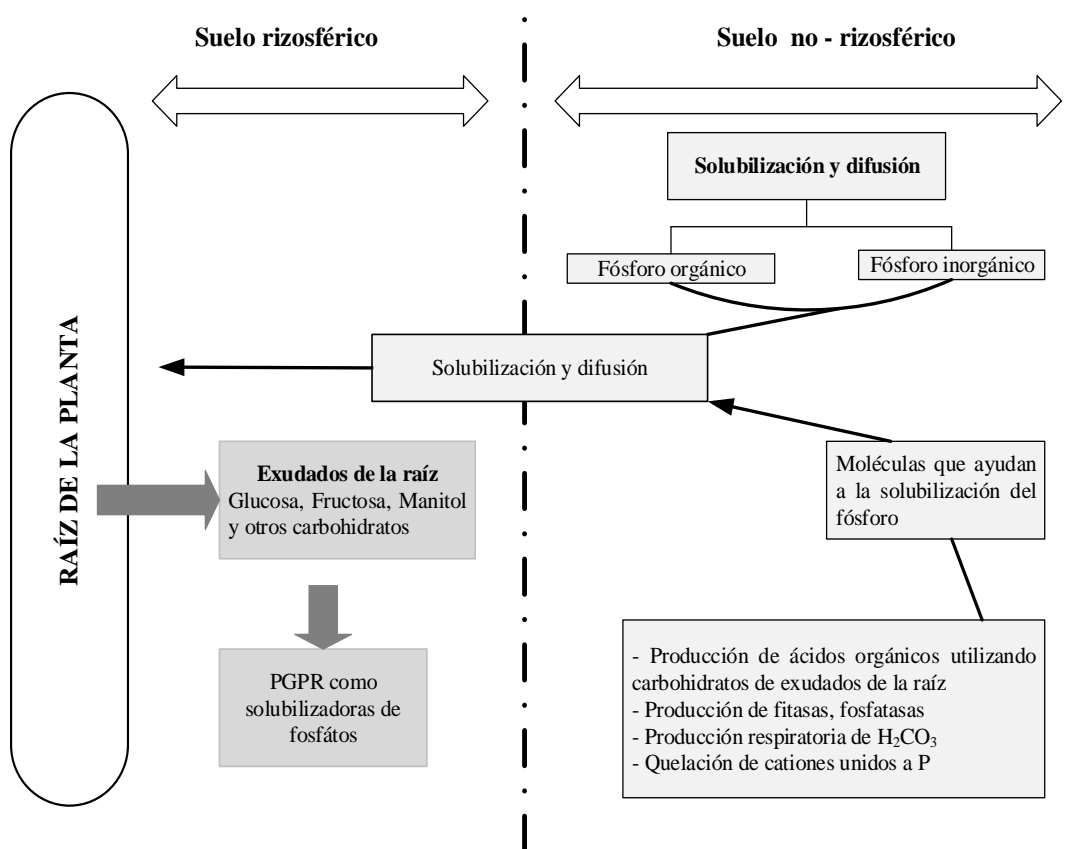 Suelo rizosférico
Suelo no - rizosférico
Solubilización y difusión
Fósforo orgánico
Fósforo inorgánico
Solubilización y difusión
RAÍZ DE LA PLANTA
Exudados de la raíz
Glucosa, Fructosa, Manitol
y otros carbohidratos
Moléculas que ayudan
a la solubilización del
fósforo
PGPR como
solubilizadoras de
fosfátos
- Producción de ácidos orgánicos utilizando
carbohidratos de exudados de la raíz
- Producción de fitasas, fosfatasas
- Producción respiratoria de H₂CO₃
- Quelación de cationes unidos a P